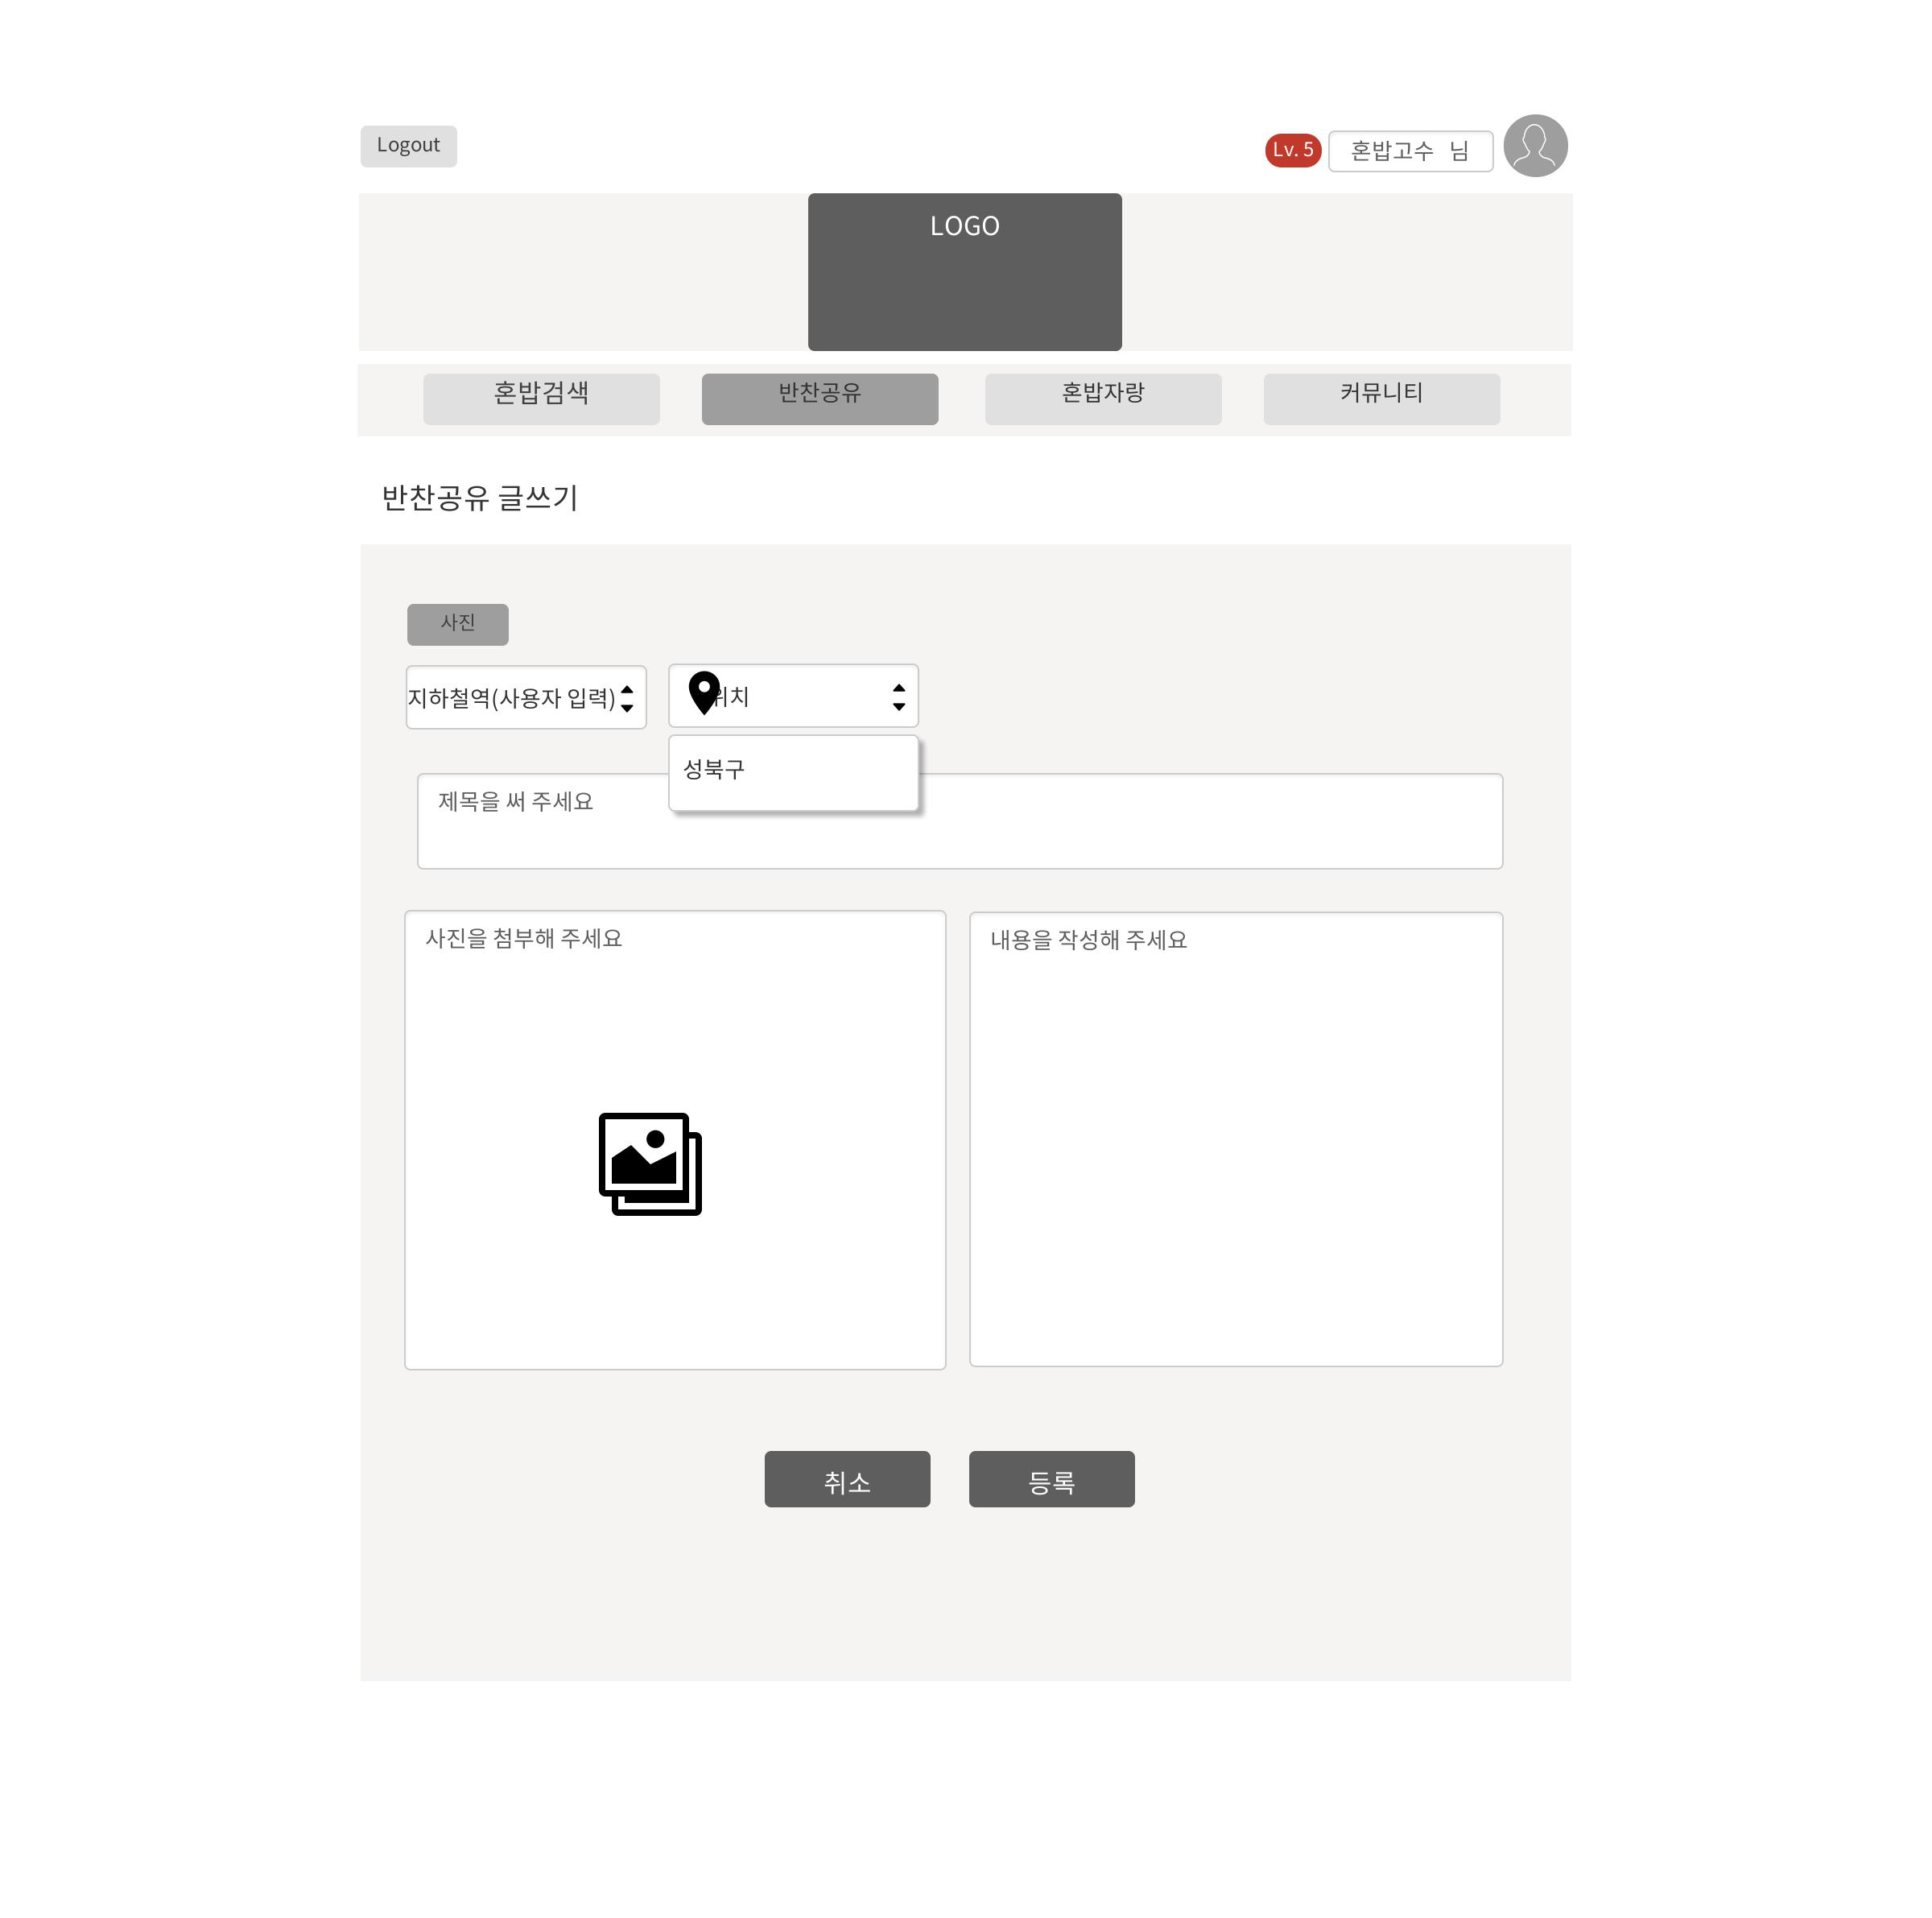 Logout
Lv. 5
혼밥고수 님
LOGO
혼밥검색
반찬공유
혼밥자랑
커뮤니티
반찬공유 글쓰기
사진
지하철역(사용자 입력)
위치
성북구
제목을 써 주세요
사진을 첨부해 주세요
내용을 작성해 주세요
취소
등록